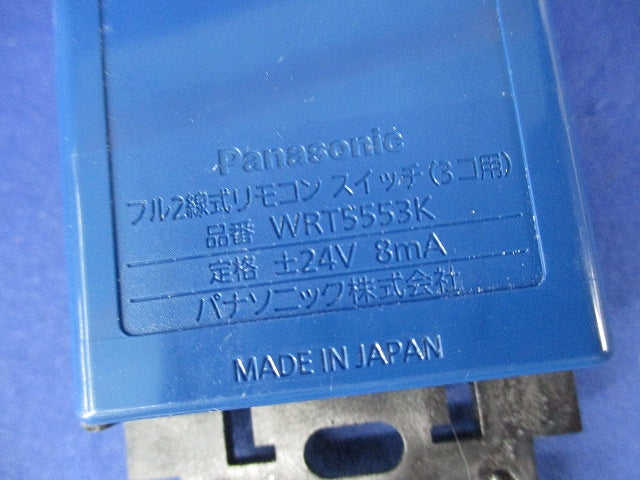 Panasonic
フル2線式リモコン スイッチ(3コ用)
品番 WRT5553K
定格 ±24V 8mA
パナソニック株式会社
MADE IN JAPAN